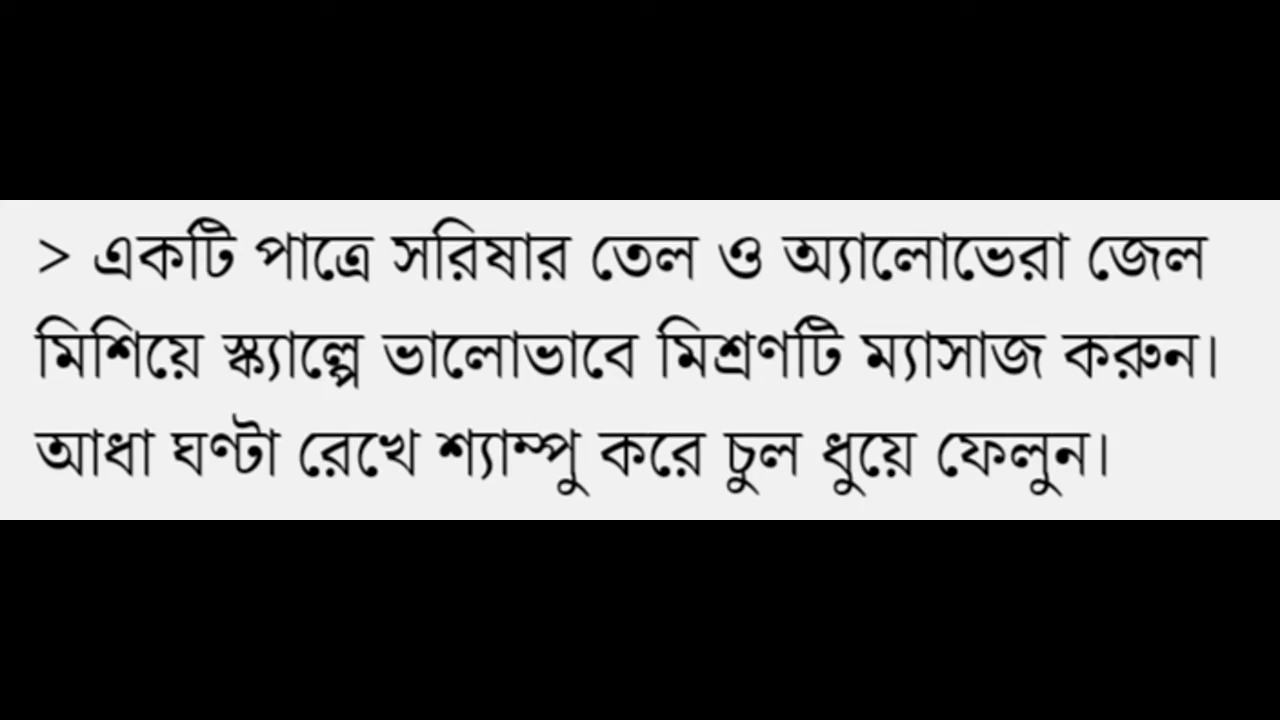 > একটি পাত্রে সরিষার তেল ও অ্যালোভেরা জেল
মিশিয়ে স্ক্যাল্পে ভালোভাবে মিশ্রণটি ম্যাসাজ করুন।
আধা ঘণ্টা রেখে শ্যাম্পু করে চুল ধুয়ে ফেলুন।